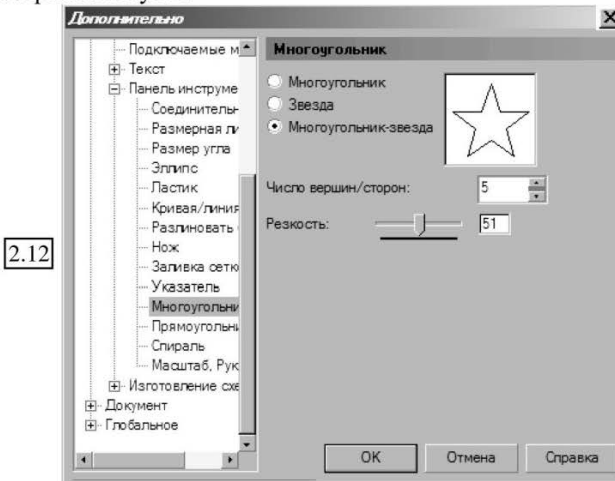 Дополнительно
Подключаемые м
Текст
Панель инструме
Соединительн
Размерная ли
Размер угла
Эллипс
Ластик
Кривая/линия
Разлиновать
Нож
Заливка сетк
Указатель
Многоугольни
Прямоугольни
Спираль
Масштаб, Рук
Изготовление схе
Документ
Глобальное
Многоугольник
Многоугольник
Звезда
Многоугольник-звезда
Число вершин/сторон: 5
Резкость: 51
OK Отмена Справка
2.12